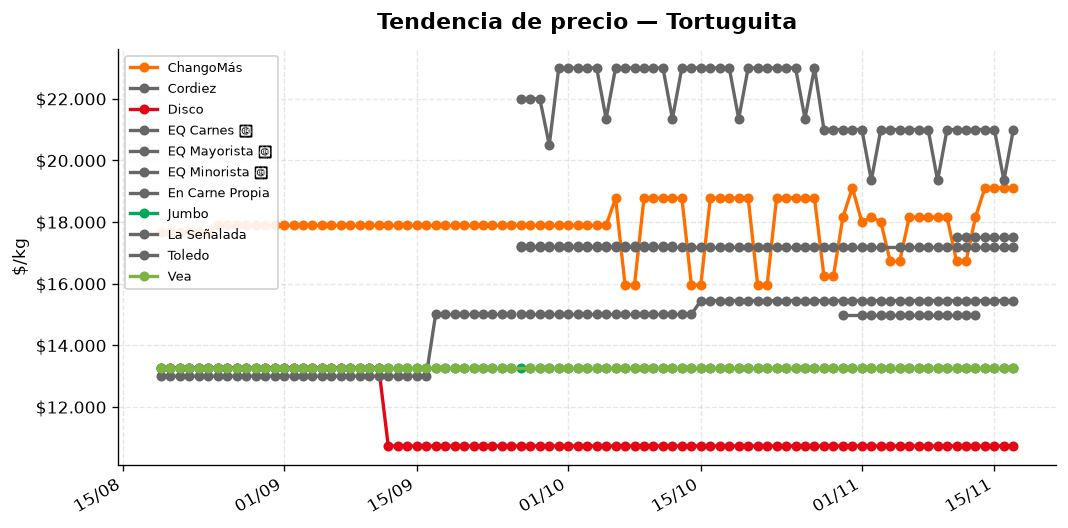 Tendencia de precio — Tortuguita
ChangoMás
Cordiez
Disco
EQ Carnes
EQ Mayorista
EQ Minorista
En Carne Propia
Jumbo
La Señalada
Toledo
Vea
$/kg
$22.000
$20.000
$18.000
$16.000
$14.000
$12.000
15/08
01/09
15/09
01/10
15/10
01/11
15/11